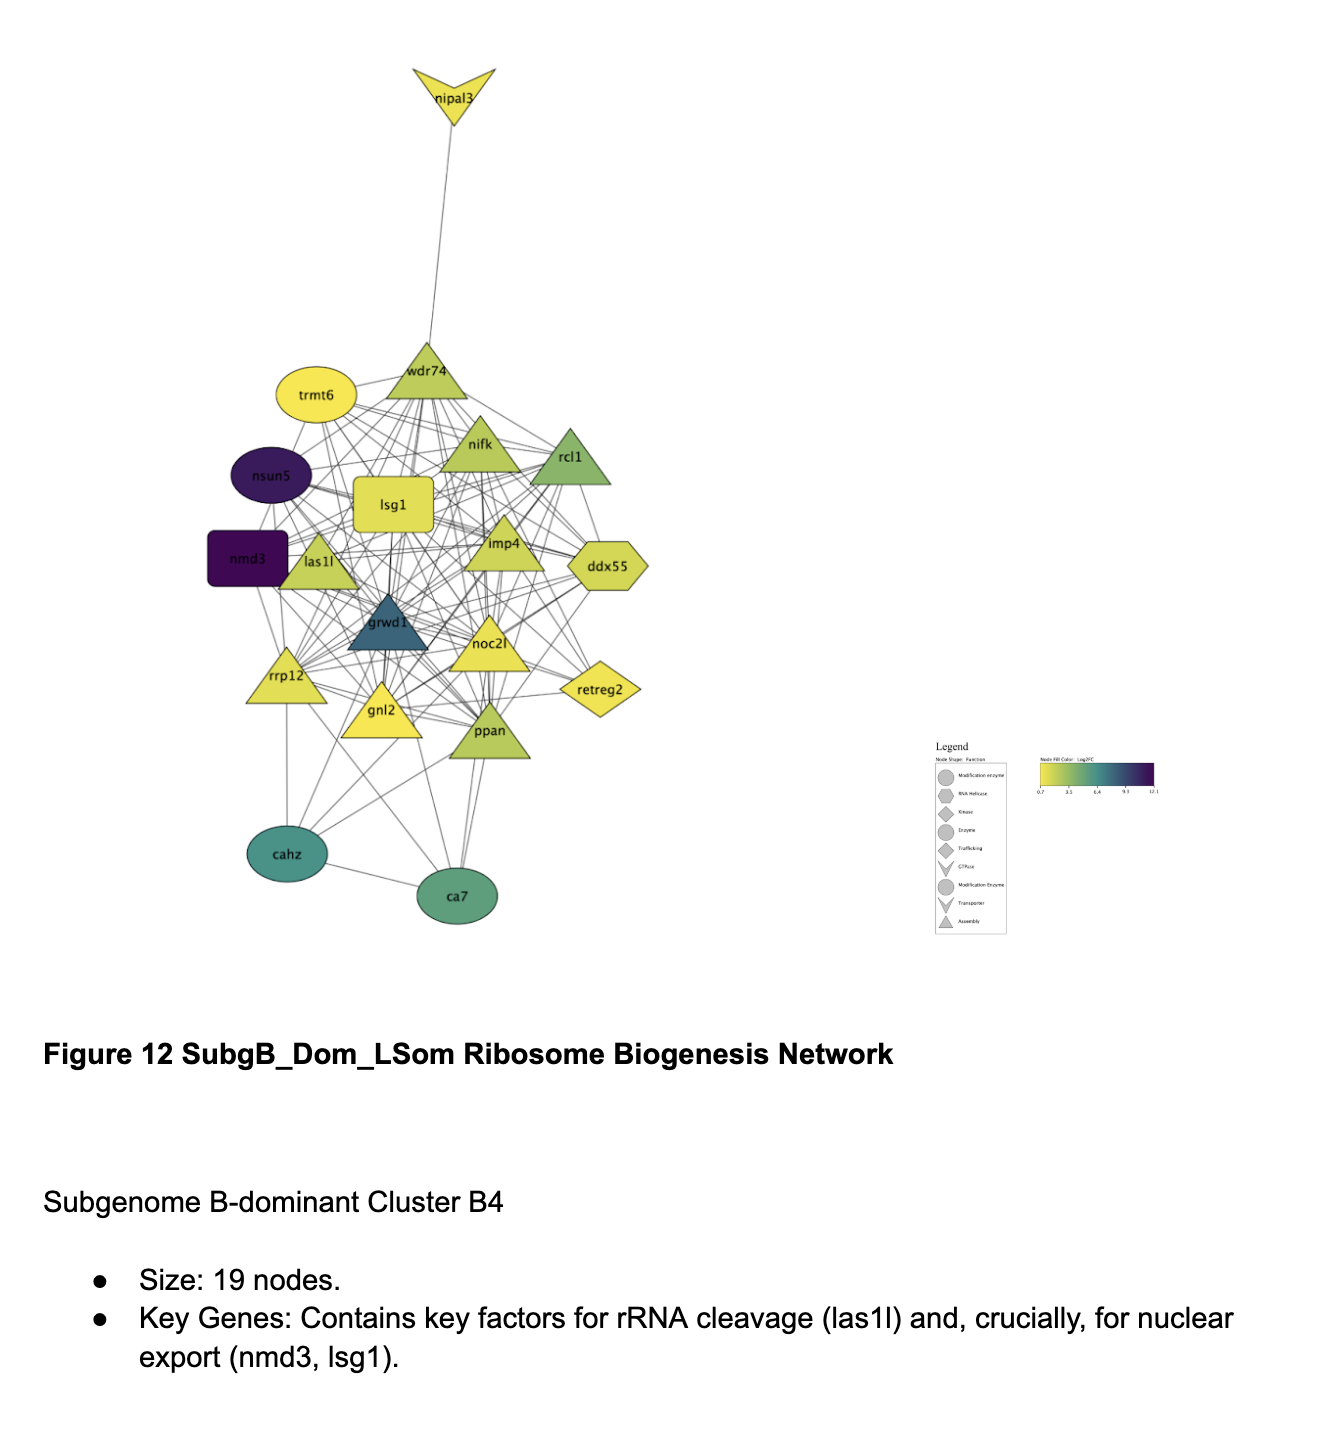 nipal3
wdr74
trmt6
nifk
rcl1
nsun5
lsg1
imp4
nmd3
las1l
ddx55
grwd1
noc2l
rrp12
retreg2
gnl2
ppan
cahz
ca7
Legend
Node Shape: Function
Modification enzyme
RNA Helicase
Kinase
Enzyme
Trafficking
GTPase
Modification Enzyme
Transporter
Assembly
Node Fill Color: Log2FC
0.7 3.5 6.4 9.3 12.1
Figure 12 SubgB_Dom_LSom Ribosome Biogenesis Network
Subgenome B-dominant Cluster B4
● Size: 19 nodes.
● Key Genes: Contains key factors for rRNA cleavage (las1l) and, crucially, for nuclear
export (nmd3, lsg1).